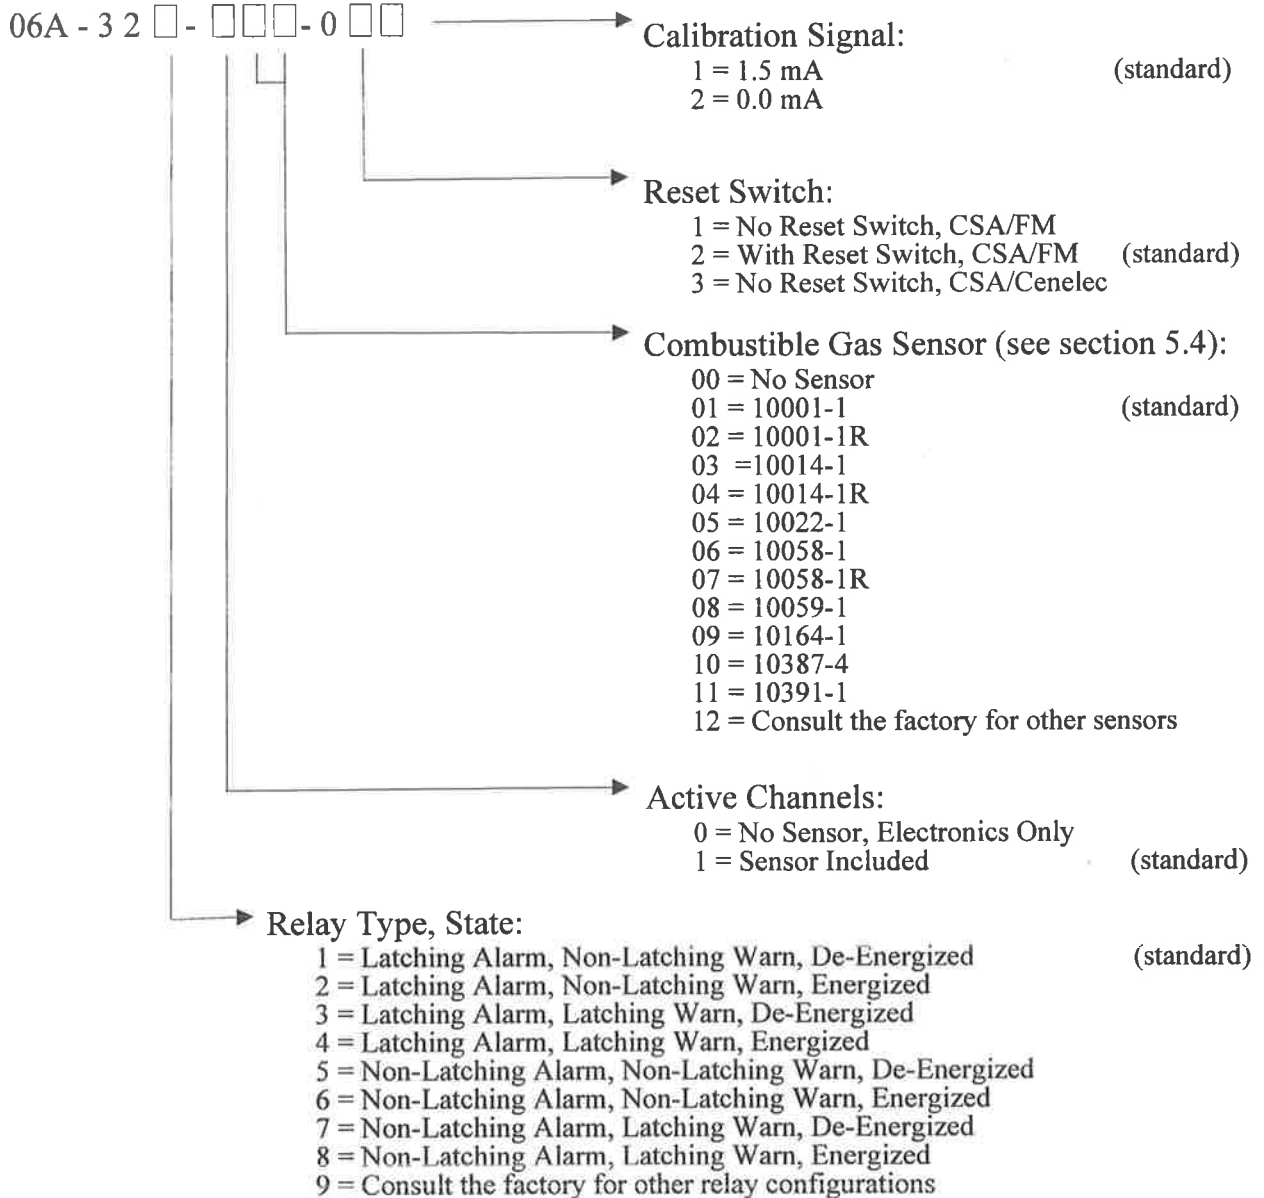 06A - 3 2 □ - □□□ - 0 □□
Calibration Signal:
1 = 1.5 mA (standard)
2 = 0.0 mA
Reset Switch:
1 = No Reset Switch, CSA/FM
2 = With Reset Switch, CSA/FM (standard)
3 = No Reset Switch, CSA/Cenelec
Combustible Gas Sensor (see section 5.4):
00 = No Sensor
01 = 10001-1 (standard)
02 = 10001-1R
03 =10014-1
04 = 10014-1R
05 = 10022-1
06 = 10058-1
07 = 10058-1R
08 = 10059-1
09 = 10164-1
10 = 10387-4
11 = 10391-1
12 = Consult the factory for other sensors
Active Channels:
0 = No Sensor, Electronics Only
1 = Sensor Included (standard)
Relay Type, State:
1 = Latching Alarm, Non-Latching Warn, De-Energized (standard)
2 = Latching Alarm, Non-Latching Warn, Energized
3 = Latching Alarm, Latching Warn, De-Energized
4 = Latching Alarm, Latching Warn, Energized
5 = Non-Latching Alarm, Non-Latching Warn, De-Energized
6 = Non-Latching Alarm, Non-Latching Warn, Energized
7 = Non-Latching Alarm, Latching Warn, De-Energized
8 = Non-Latching Alarm, Latching Warn, Energized
9 = Consult the factory for other relay configurations